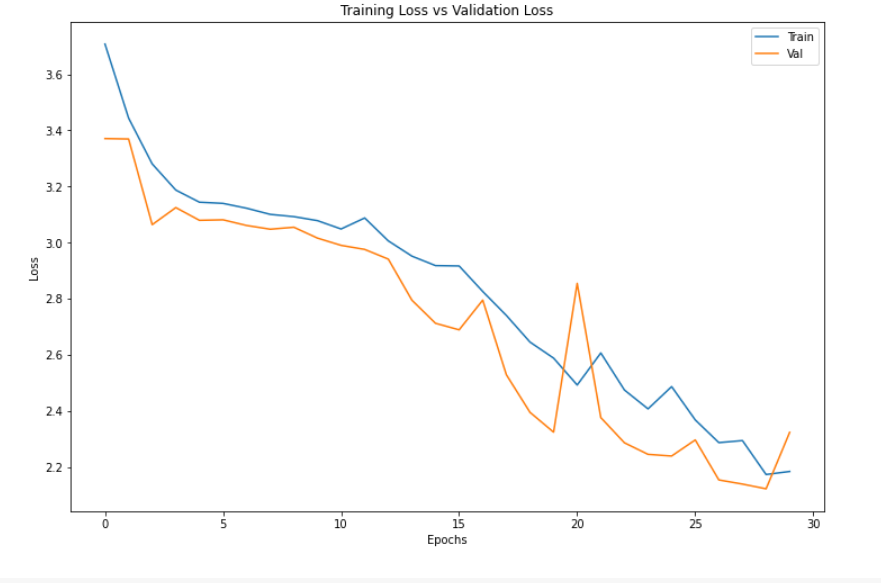 Training Loss vs Validation Loss
Train
Val
3.6
3.4
3.2
3.0
2.8
2.6
2.4
2.2
Loss
0 5 10 15 20 25 30
Epochs